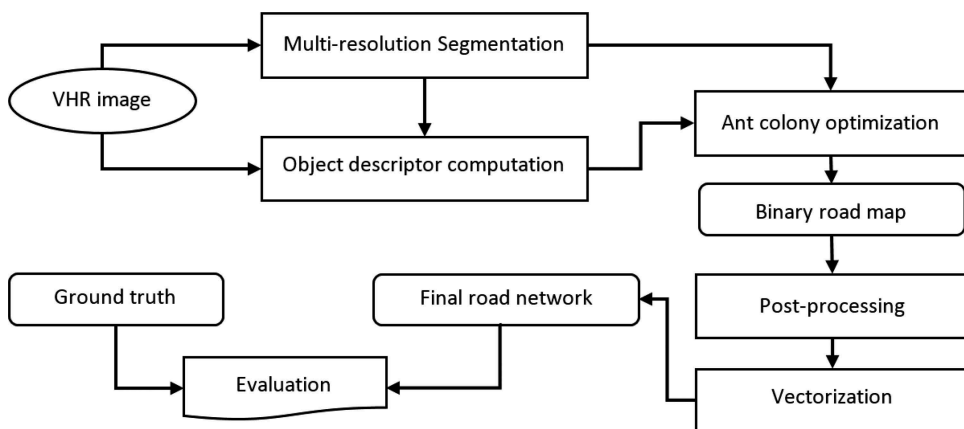 Multi-resolution Segmentation
VHR image
Ant colony optimization
Object descriptor computation
Binary road map
Ground truth
Final road network
Post-processing
Evaluation
Vectorization